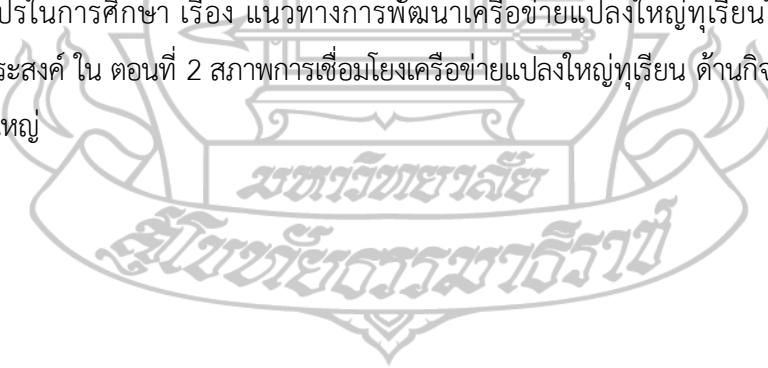 ปรในการศึกษา เรื่อง แนวทางการพัฒนาเครือข่ายแปลงใหญ่ทุเรียน
ระสงค์ ใน ตอนที่ 2 สภาพการเชื่อมโยงเครือข่ายแปลงใหญ่ทุเรียน ด้านกิจ
หญ่
มหาวิทยาลัย
สุโขทัยธรรมาธิราช